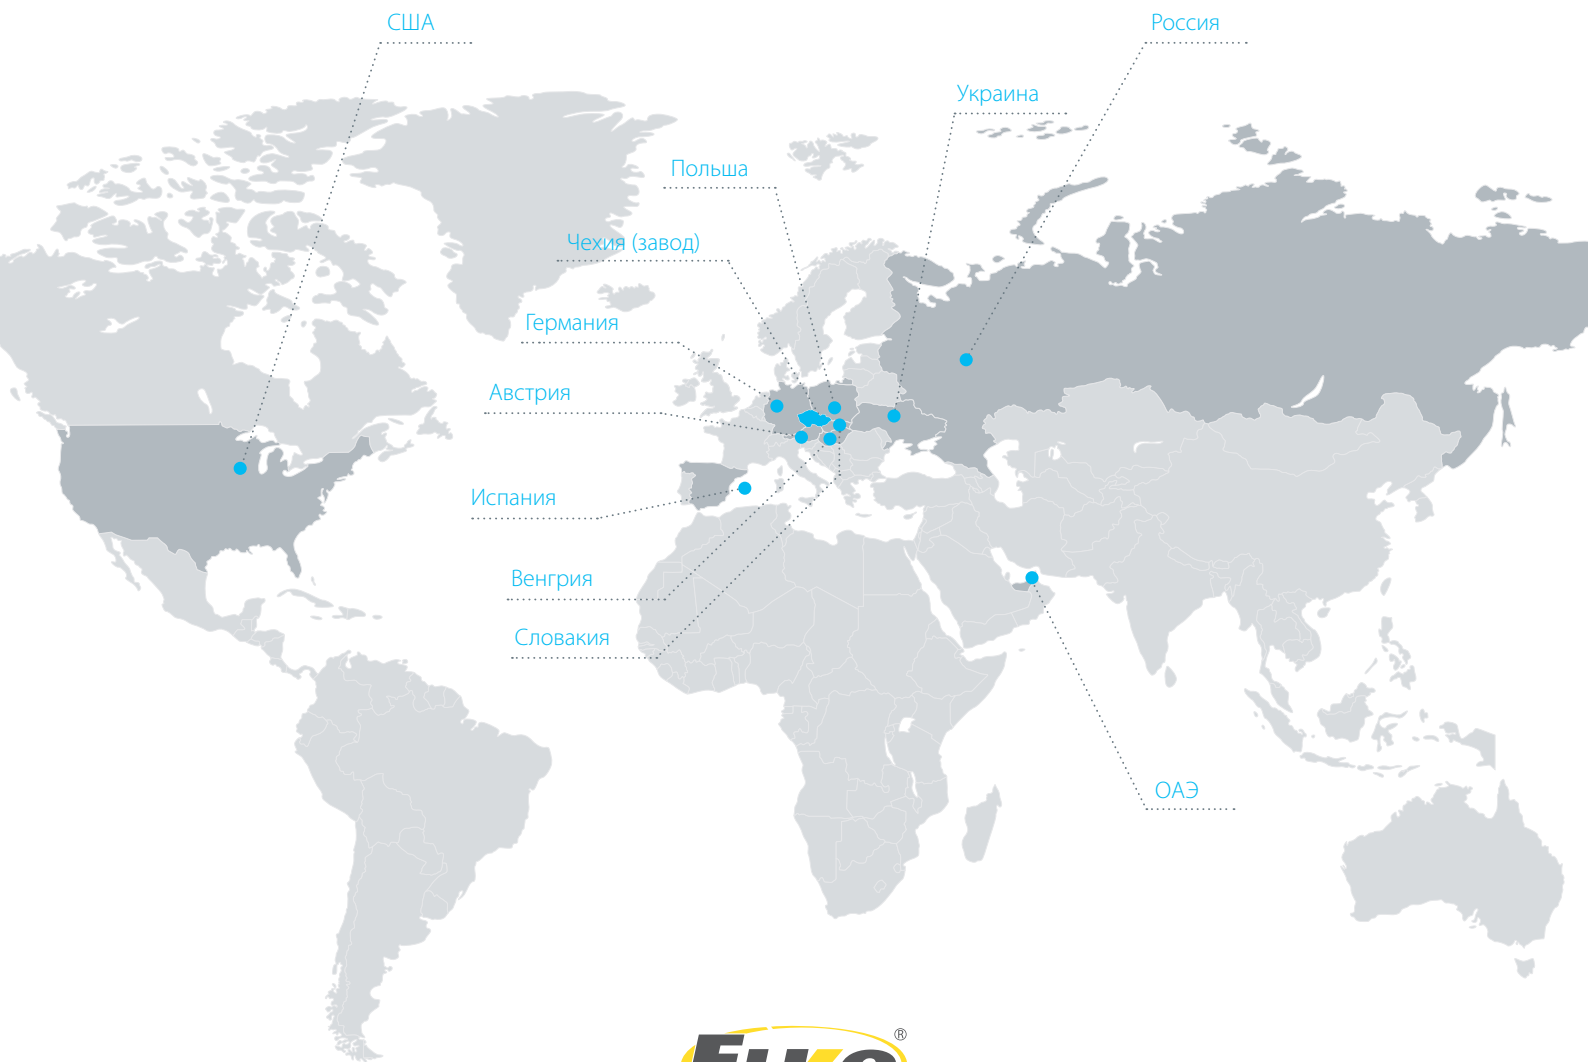 США
Россия
Украина
Польша
Чехия (завод)
Германия
Австрия
Испания
Венгрия
Словакия
ОАЭ
®